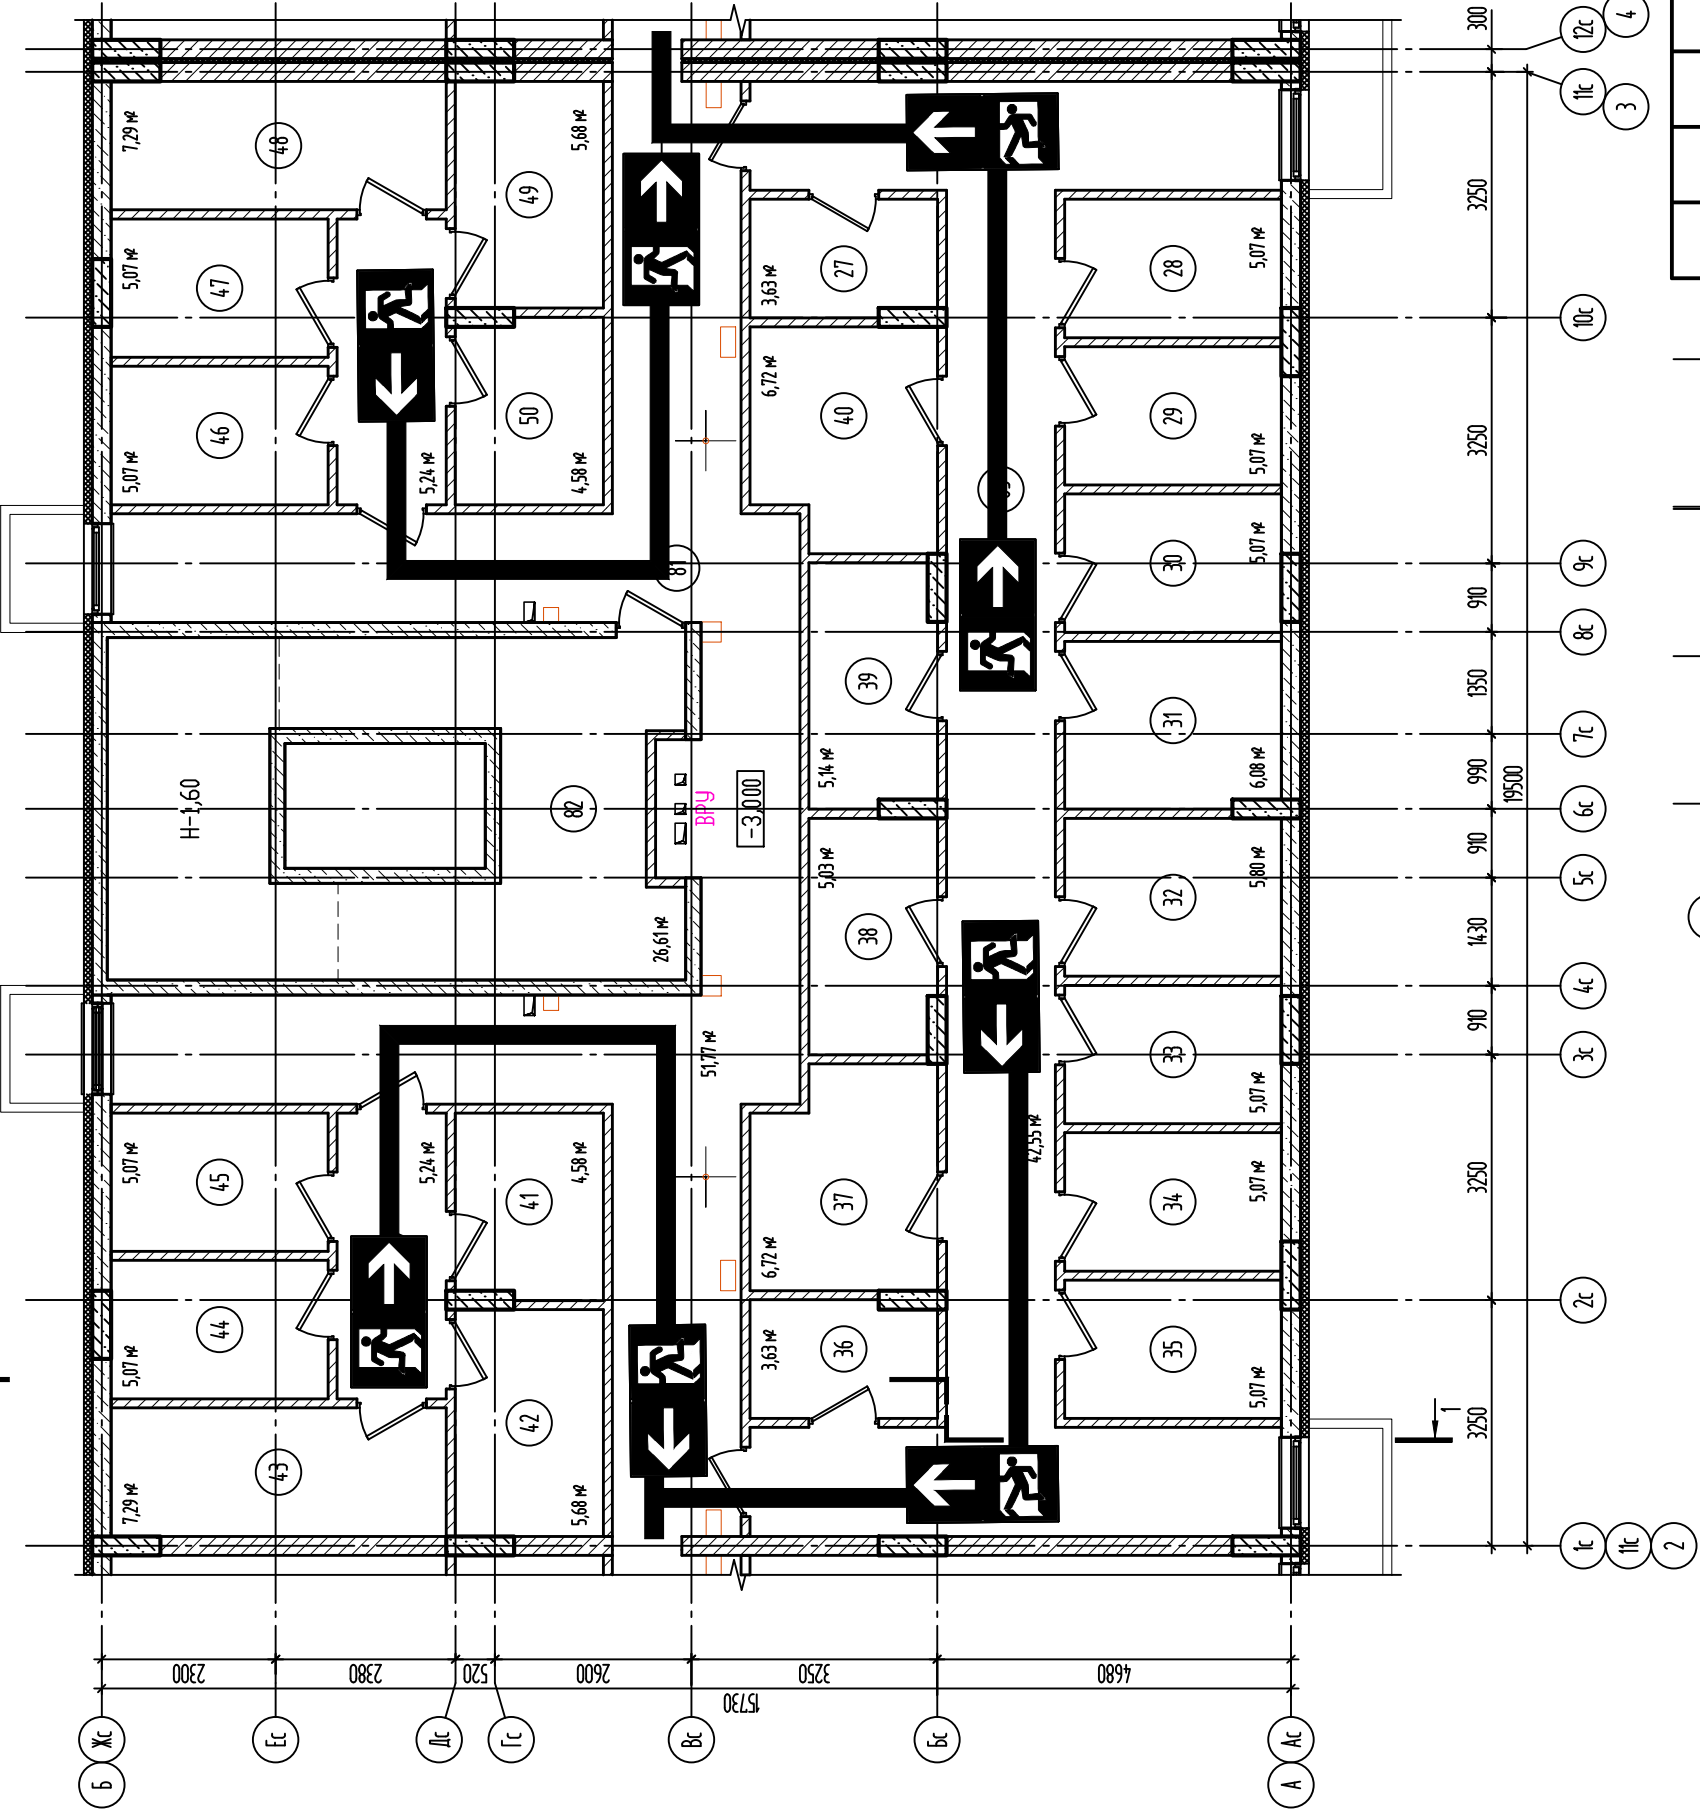 48
7,29 м²
49
5,68 м²
47
5,07 м²
46
5,07 м²
5,24 м²
50
4,58 м²
27
3,63 м²
40
6,72 м²
28
5,07 м²
29
5,07 м²
30
5,07 м²
31
6,08 м²
39
5,14 м²
81
Н-1,60
82
26,61 м²
ВРУ
-3,000
38
5,03 м²
32
5,80 м²
33
5,07 м²
51,77 м²
45
5,07 м²
5,24 м²
41
4,58 м²
44
5,07 м²
43
7,29 м²
42
5,68 м²
37
6,72 м²
36
3,63 м²
42,55 м²
34
5,07 м²
35
5,07 м²
1
300
3250
3250
910
1350
990
910
1430
910
3250
3250
19500
12с
4
11с
3
10с
9с
8с
7с
6с
5с
4с
3с
2с
1с
11с
2
2300
2380
520
2600
3250
4680
15730
Жс
Б
Ес
Дс
Гс
Вс
Бс
Ас
А